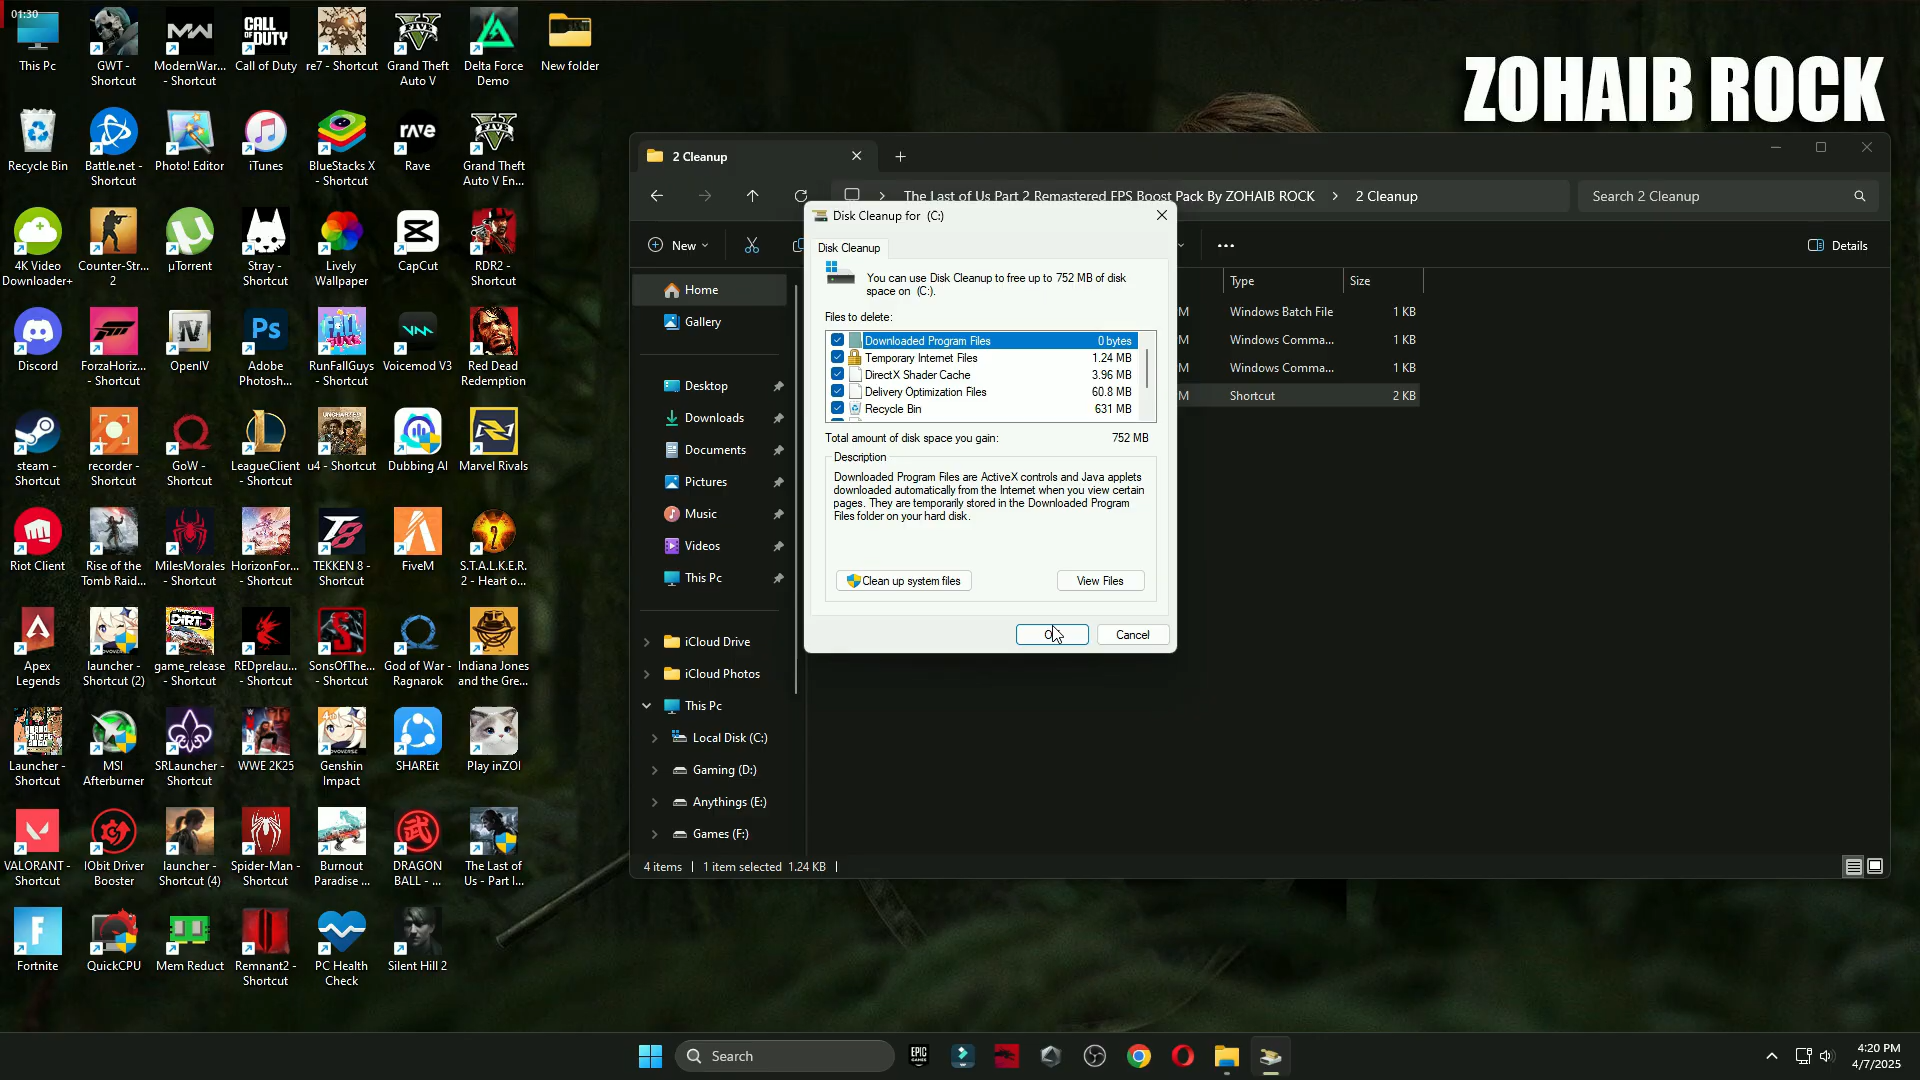 01:30
This Pc
GWT -
Shortcut
ModernWar...
- Shortcut
Call of Duty
re7 - Shortcut
Grand Theft
Auto V
Delta Force
Demo
New folder
ZOHAIB ROCK
Recycle Bin
Battle.net -
Shortcut
Photo! Editor
iTunes
BlueStacks X
- Shortcut
Rave
Grand Theft
Auto V En...
4K Video
Downloader+
Counter-Str...
2
µTorrent
Stray -
Shortcut
Lively
Wallpaper
CapCut
RDR2 -
Shortcut
Discord
ForzaHoriz...
- Shortcut
OpenIV
Adobe
Photosh...
RunFallGuys
- Shortcut
Voicemod V3
Red Dead
Redemption
steam -
Shortcut
recorder -
Shortcut
GoW -
Shortcut
LeagueClient
- Shortcut
u4 - Shortcut
Dubbing AI
Marvel Rivals
Riot Client
Rise of the
Tomb Raid...
MilesMorales
- Shortcut
HorizonFor...
- Shortcut
TEKKEN 8 -
Shortcut
FiveM
S.T.A.L.K.E.R.
2 - Heart o...
Apex
Legends
launcher -
Shortcut (2)
game_release
- Shortcut
REDprelau...
- Shortcut
SonsOfThe...
- Shortcut
God of War -
Ragnarok
Indiana Jones
and the Gre...
Launcher -
Shortcut
MSI
Afterburner
SRLauncher -
Shortcut
WWE 2K25
Genshin
Impact
SHAREit
Play inZOI
VALORANT -
Shortcut
IObit Driver
Booster
launcher -
Shortcut (4)
Spider-Man -
Shortcut
Burnout
Paradise ...
DRAGON
BALL - ...
The Last of
Us - Part I...
Fortnite
QuickCPU
Mem Reduct
Remnant2 -
Shortcut
PC Health
Check
Silent Hill 2
2 Cleanup
The Last of Us Part 2 Remastered FPS Boost Pack By ZOHAIB ROCK > 2 Cleanup
Search 2 Cleanup
New
Details
Home
Gallery
Desktop
Downloads
Documents
Pictures
Music
Videos
This Pc
iCloud Drive
iCloud Photos
This Pc
Local Disk (C:)
Gaming (D:)
Anythings (E:)
Games (F:)
Type Size
M Windows Batch File 1 KB
M Windows Comma... 1 KB
M Windows Comma... 1 KB
M Shortcut 2 KB
4 items 1 item selected 1.24 KB
Disk Cleanup for (C:)
Disk Cleanup
You can use Disk Cleanup to free up to 752 MB of disk
space on (C:).
Files to delete:
Downloaded Program Files 0 bytes
Temporary Internet Files 1.24 MB
DirectX Shader Cache 3.96 MB
Delivery Optimization Files 60.8 MB
Recycle Bin 631 MB
Total amount of disk space you gain: 752 MB
Description
Downloaded Program Files are ActiveX controls and Java applets
downloaded automatically from the Internet when you view certain
pages. They are temporarily stored in the Downloaded Program
Files folder on your hard disk.
Clean up system files
View Files
Cancel
Search
4:20 PM
4/7/2025